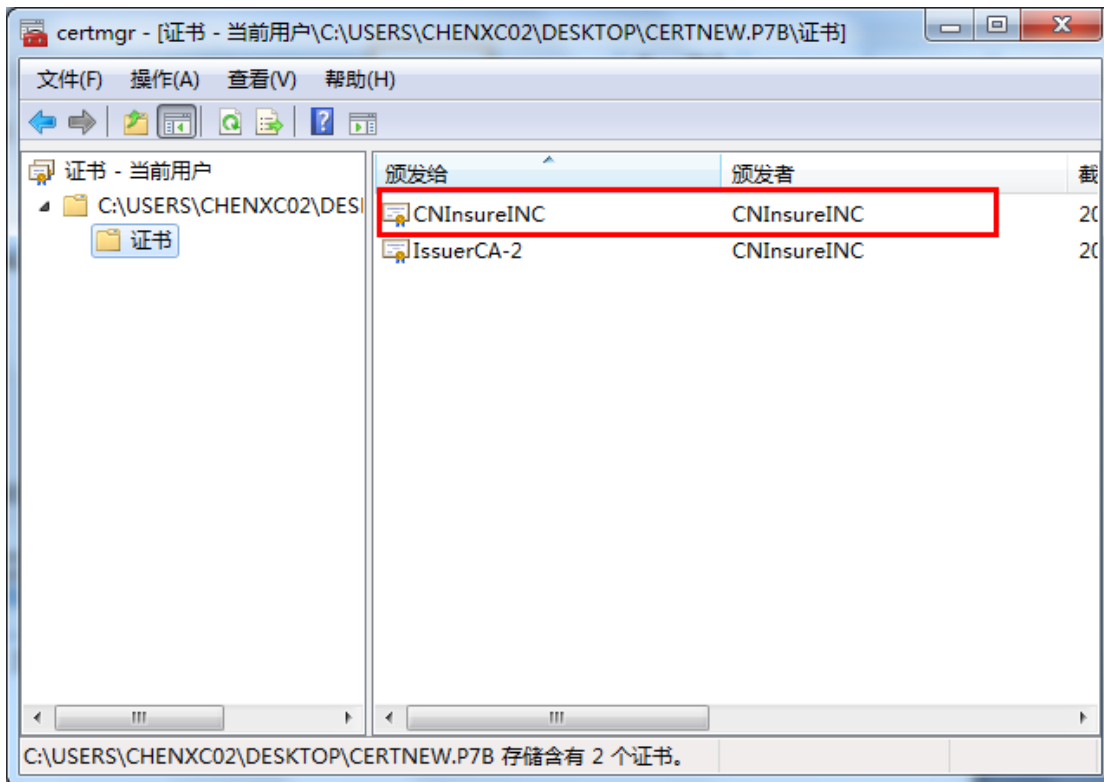 certmgr - [证书 - 当前用户\C:\USERS\CHENXC02\DESKTOP\CERTNEW.P7B\证书]
文件(F) 操作(A) 查看(V) 帮助(H)
证书 - 当前用户
C:\USERS\CHENXC02\DESI
证书
颁发给 颁发者 截
CNInsureINC CNInsureINC 20
IssuerCA-2 CNInsureINC 20
C:\USERS\CHENXC02\DESKTOP\CERTNEW.P7B 存储含有 2 个证书。